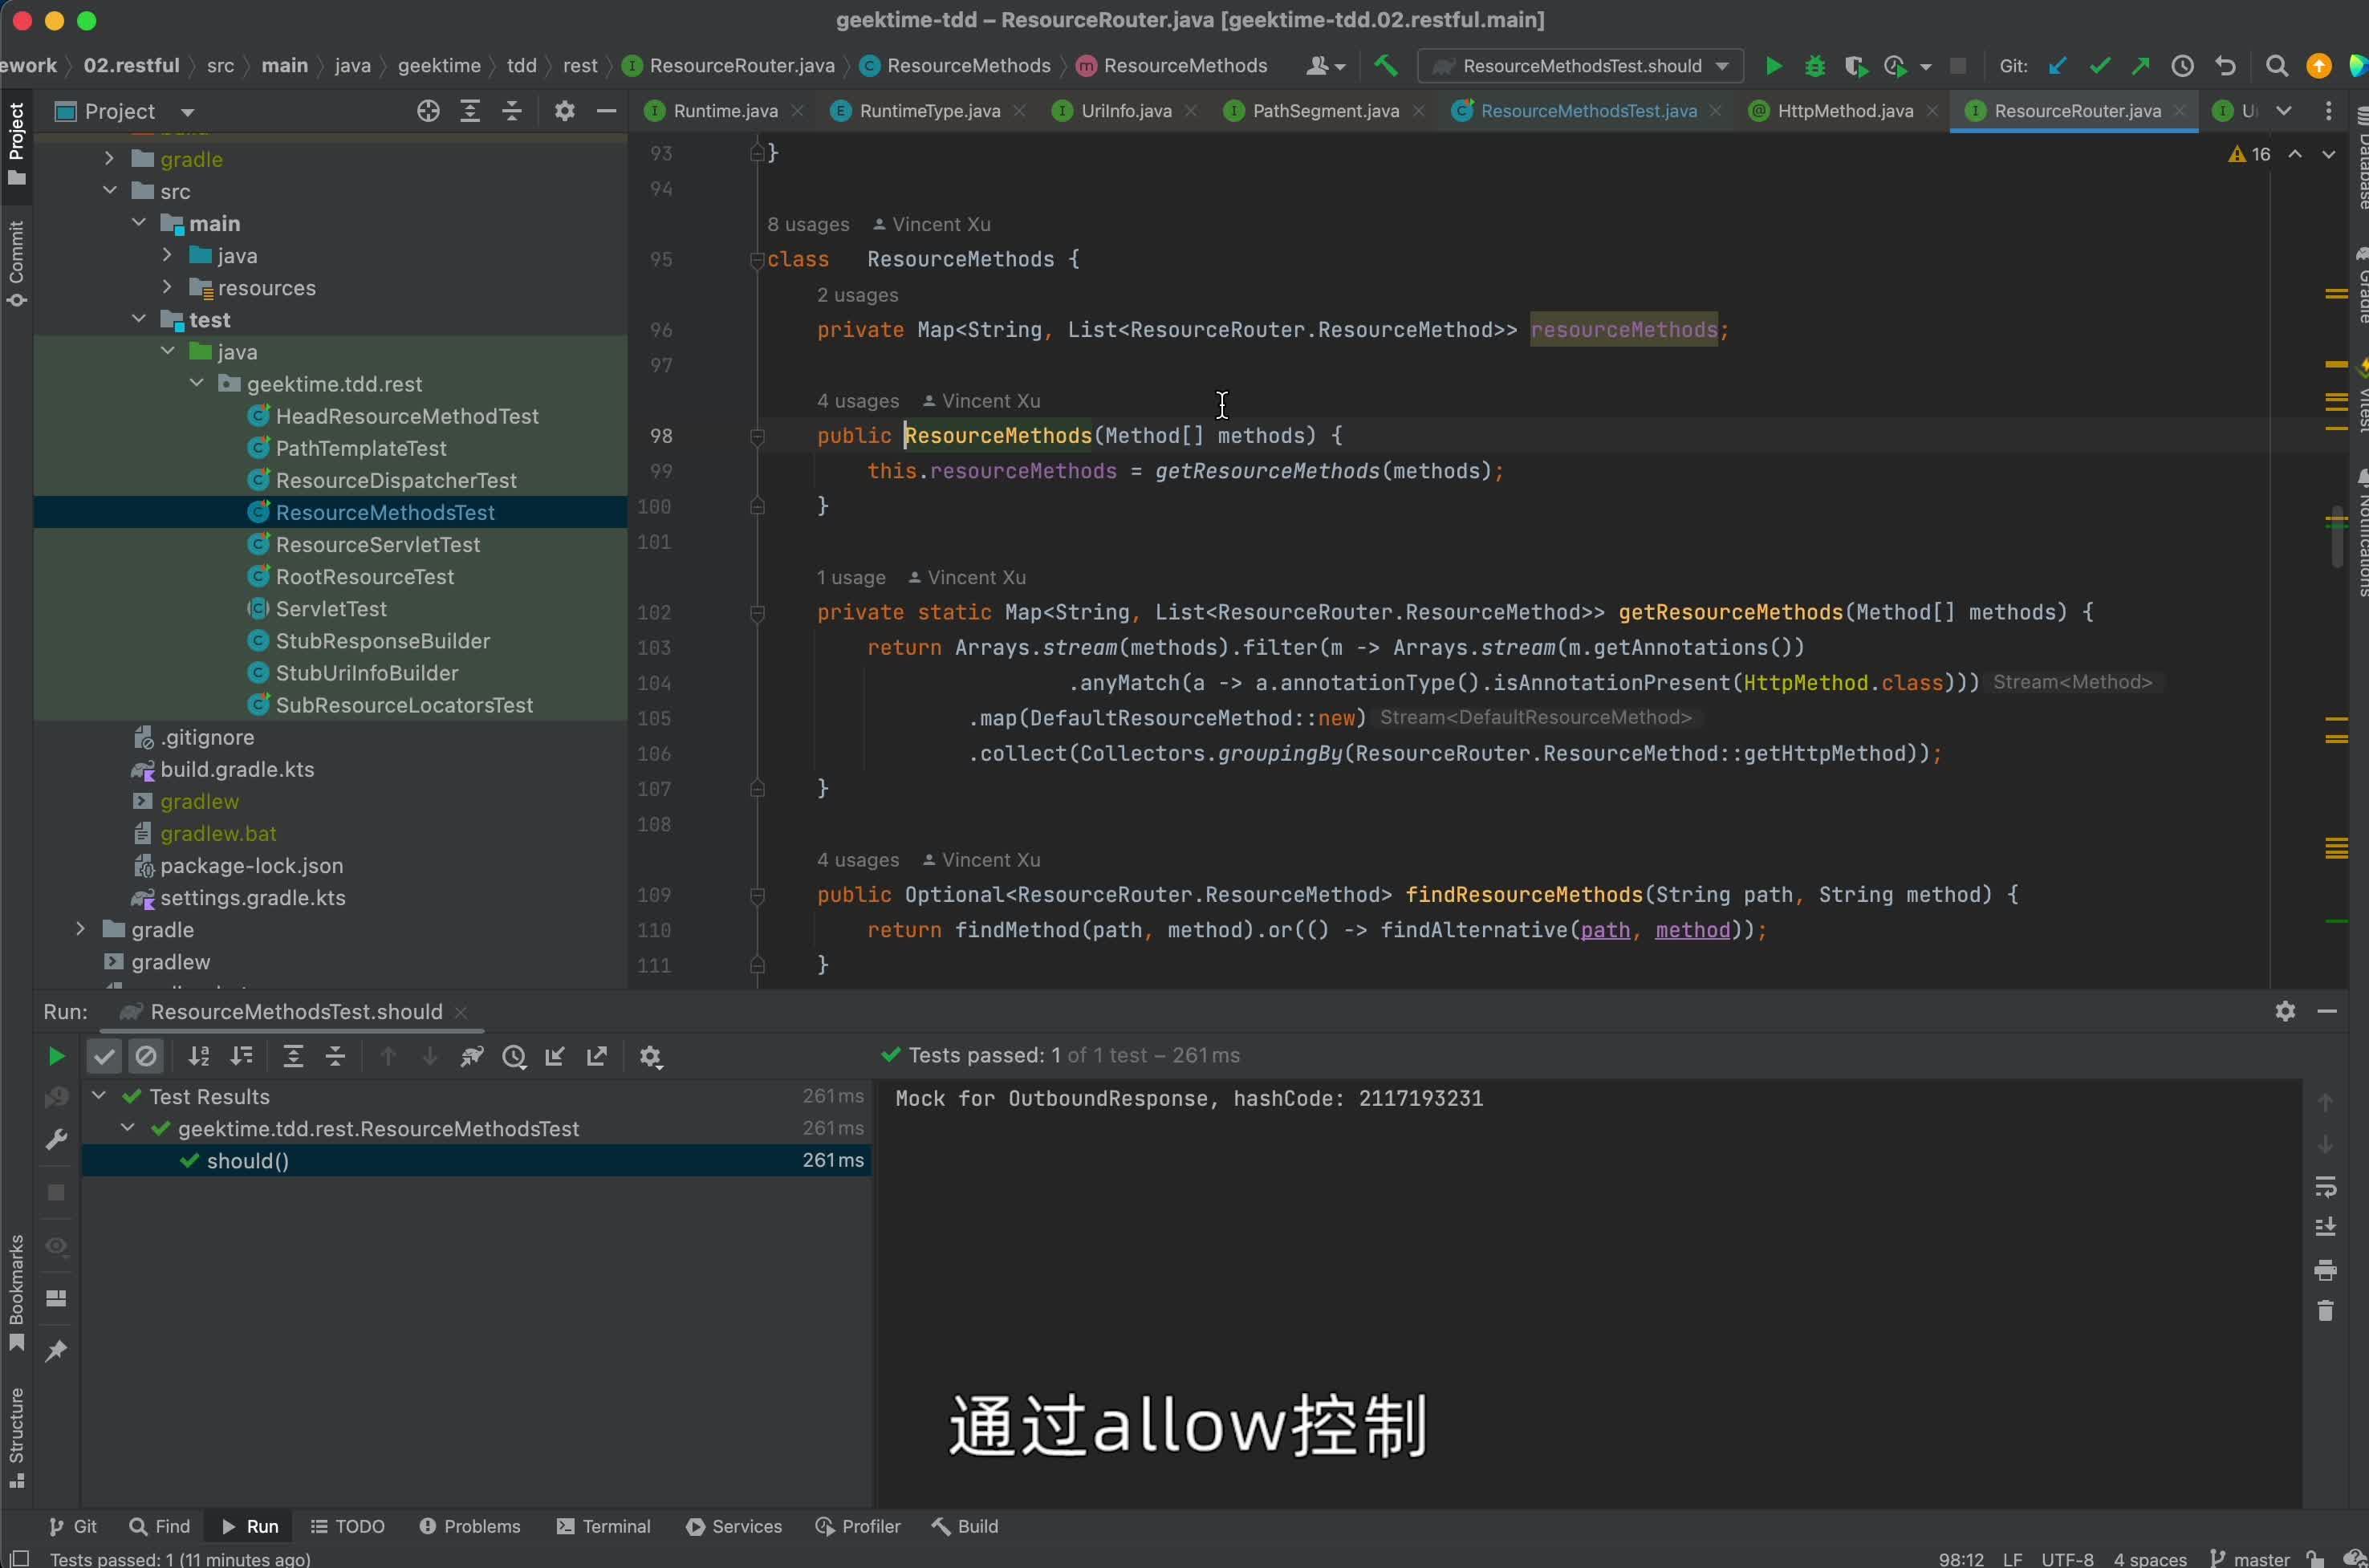 geektime-tdd – ResourceRouter.java [geektime-tdd.02.restful.main]
ework 02.restful src main java geektime tdd rest ResourceRouter.java ResourceMethods ResourceMethods ResourceMethodsTest.should Git:
Project
Runtime.java RuntimeType.java UriInfo.java PathSegment.java ResourceMethodsTest.java HttpMethod.java ResourceRouter.java
Project
Commit
Bookmarks
Structure
gradle
src
main
java
resources
test
java
geektime.tdd.rest
HeadResourceMethodTest
PathTemplateTest
ResourceDispatcherTest
ResourceMethodsTest
ResourceServletTest
RootResourceTest
ServletTest
StubResponseBuilder
StubUriInfoBuilder
SubResourceLocatorsTest
.gitignore
build.gradle.kts
gradlew
gradlew.bat
package-lock.json
settings.gradle.kts
gradle
gradlew
16
93 }
94
8 usages Vincent Xu
95 class ResourceMethods {
2 usages
96 private Map<String, List<ResourceRouter.ResourceMethod>> resourceMethods;
97
4 usages Vincent Xu
98 public ResourceMethods(Method[] methods) {
99 this.resourceMethods = getResourceMethods(methods);
100 }
101
1 usage Vincent Xu
102 private static Map<String, List<ResourceRouter.ResourceMethod>> getResourceMethods(Method[] methods) {
103 return Arrays.stream(methods).filter(m -> Arrays.stream(m.getAnnotations())
104 .anyMatch(a -> a.annotationType().isAnnotationPresent(HttpMethod.class))) Stream<Method>
105 .map(DefaultResourceMethod::new) Stream<DefaultResourceMethod>
106 .collect(Collectors.groupingBy(ResourceRouter.ResourceMethod::getHttpMethod));
107 }
108
4 usages Vincent Xu
109 public Optional<ResourceRouter.ResourceMethod> findResourceMethods(String path, String method) {
110 return findMethod(path, method).or(() -> findAlternative(path, method));
111 }
Database
Gradle
Vitest
Notifications
Run: ResourceMethodsTest.should
Tests passed: 1 of 1 test – 261 ms
Test Results 261 ms
geektime.tdd.rest.ResourceMethodsTest 261 ms
should() 261 ms
Mock for OutboundResponse, hashCode: 2117193231
通过allow控制
Git Find Run TODO Problems Terminal Services Profiler Build
Tests passed: 1 (11 minutes ago) 98:12 LF UTF-8 4 spaces master